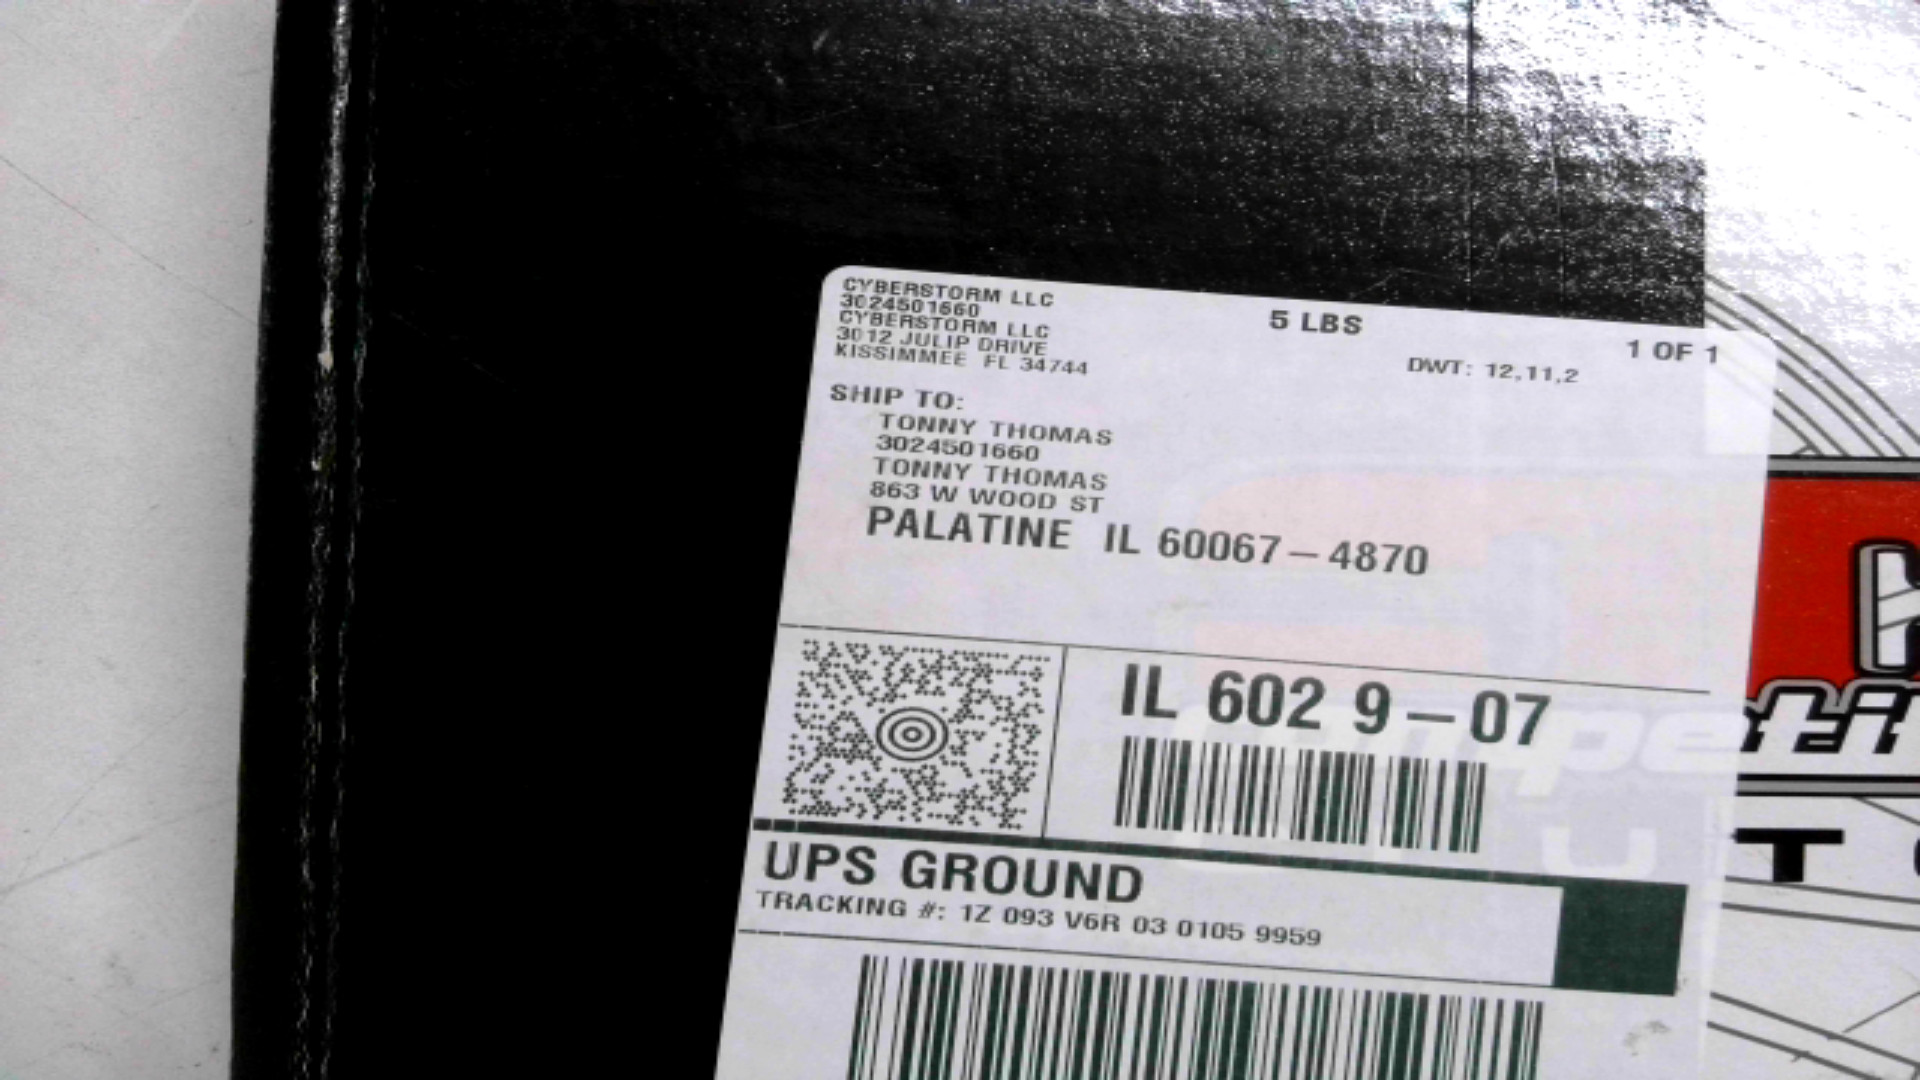 CYBERSTORM LLC
3024501660
CYBERSTORM LLC
3012 JULIP DRIVE
KISSIMMEE FL 34744
5 LBS
1 OF 1
DWT: 12,11,2
SHIP TO:
TONNY THOMAS
3024501660
TONNY THOMAS
863 W WOOD ST
PALATINE IL 60067-4870
IL 602 9-07
UPS GROUND
TRACKING #: 1Z 093 V6R 03 0105 9959